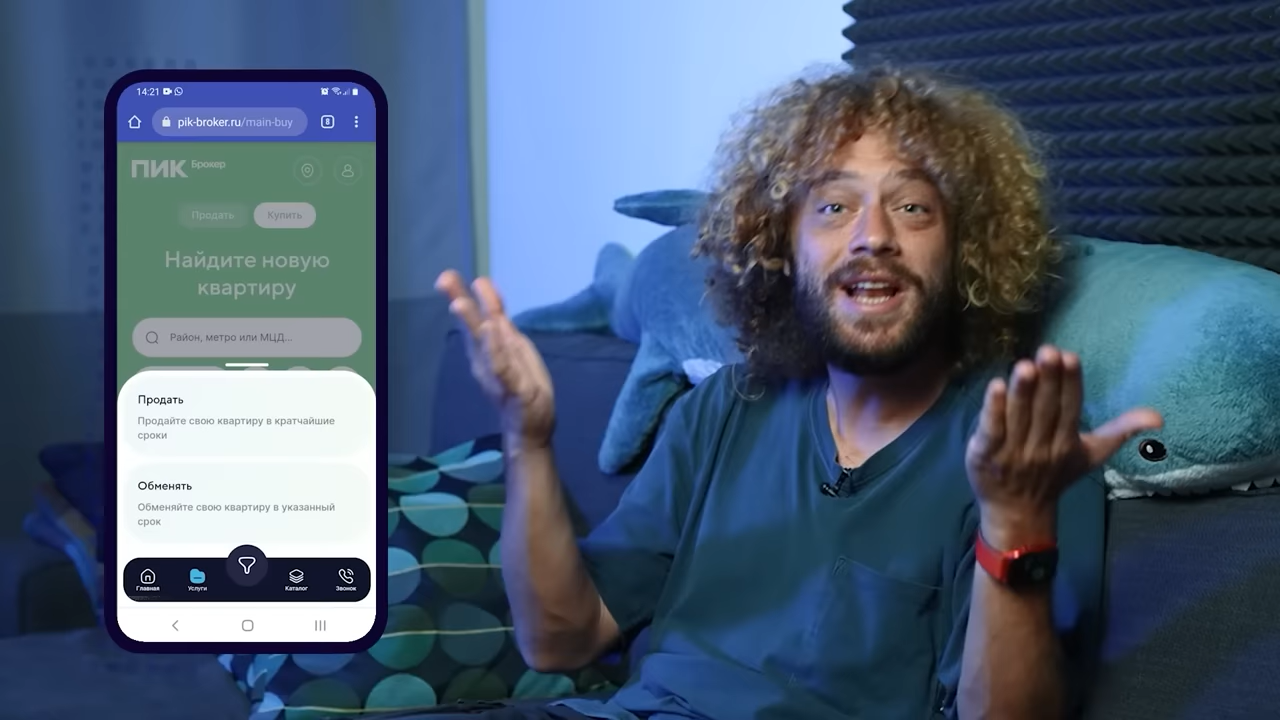 14:21
pik-broker.ru/main-buy
8
ПИК Брокер
Продать
Купить
Найдите новую
квартиру
Район, метро или МЦД...
Продать
Продайте свою квартиру в кратчайшие
сроки
Обменять
Обменяйте свою квартиру в указанный
срок
Главная
Услуги
Каталог
Звонок